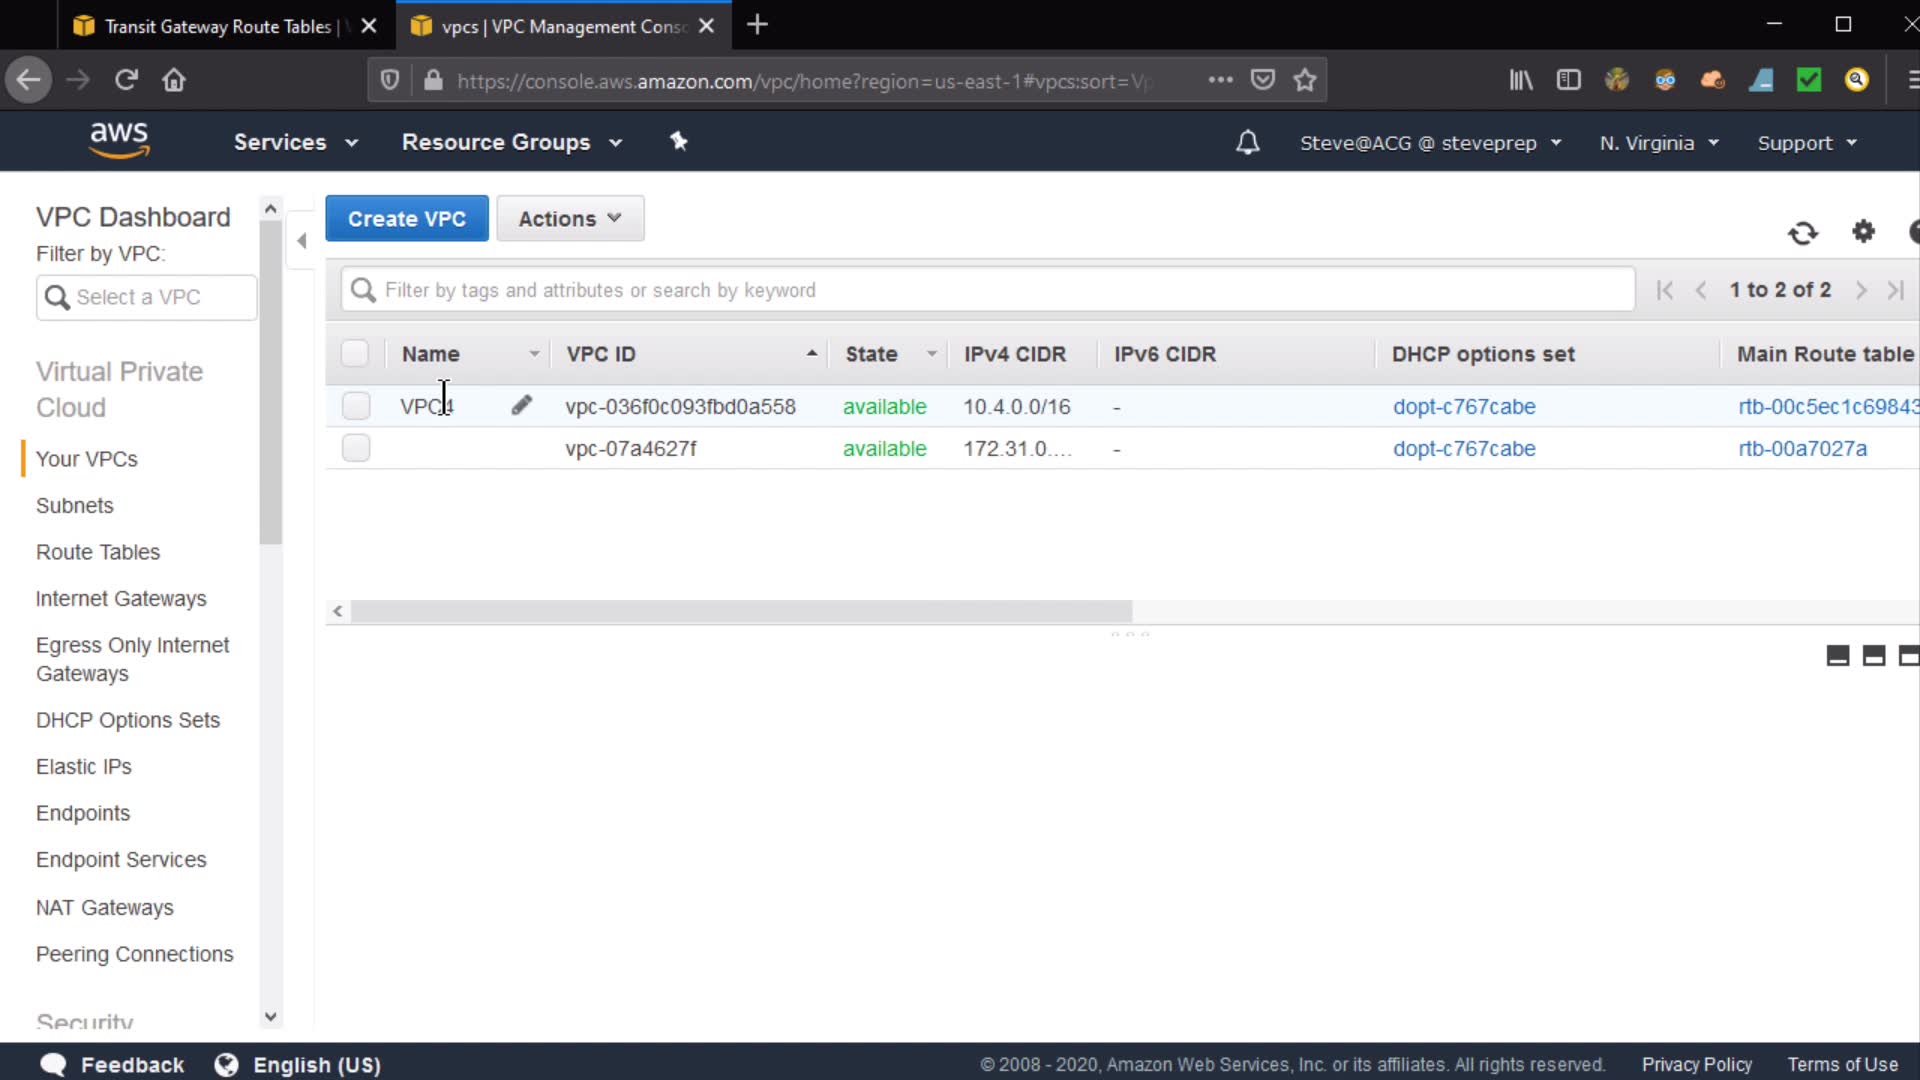 Transit Gateway Route Tables |
vpcs | VPC Management Conso
https://console.aws.amazon.com/vpc/home?region=us-east-1#vpcs:sort=Vp
aws
Services
Resource Groups
Steve@ACG @ steveprep
N. Virginia
Support
VPC Dashboard
Filter by VPC:
Select a VPC
Virtual Private
Cloud
Your VPCs
Subnets
Route Tables
Internet Gateways
Egress Only Internet
Gateways
DHCP Options Sets
Elastic IPs
Endpoints
Endpoint Services
NAT Gateways
Peering Connections
Security
Create VPC
Actions
Filter by tags and attributes or search by keyword
1 to 2 of 2
Name VPC ID State IPv4 CIDR IPv6 CIDR DHCP options set Main Route table
VPC4 vpc-036f0c093fbd0a558 available 10.4.0.0/16 - dopt-c767cabe rtb-00c5ec1c69843
vpc-07a4627f available 172.31.0.... - dopt-c767cabe rtb-00a7027a
Feedback
English (US)
© 2008 - 2020, Amazon Web Services, Inc. or its affiliates. All rights reserved.
Privacy Policy
Terms of Use